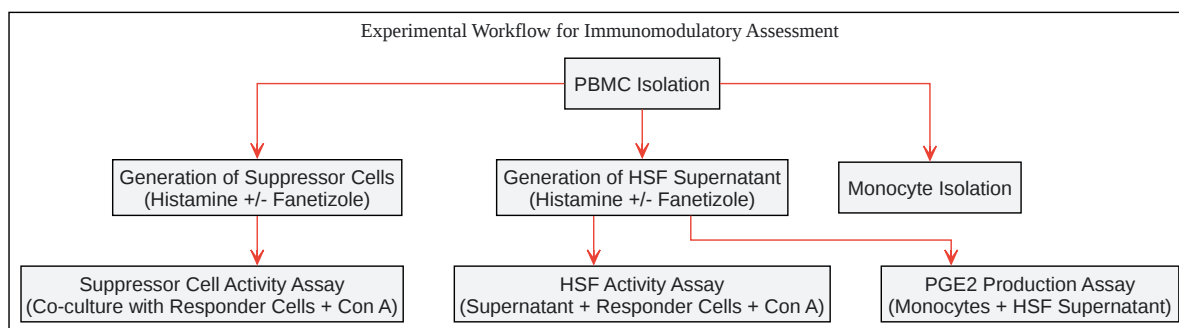 Experimental Workflow for Immunomodulatory Assessment
PBMC Isolation
Generation of Suppressor Cells
(Histamine +/- Fanetizole)
Generation of HSF Supernatant
(Histamine +/- Fanetizole)
Monocyte Isolation
Suppressor Cell Activity Assay
(Co-culture with Responder Cells + Con A)
HSF Activity Assay
(Supernatant + Responder Cells + Con A)
PGE2 Production Assay
(Monocytes + HSF Supernatant)